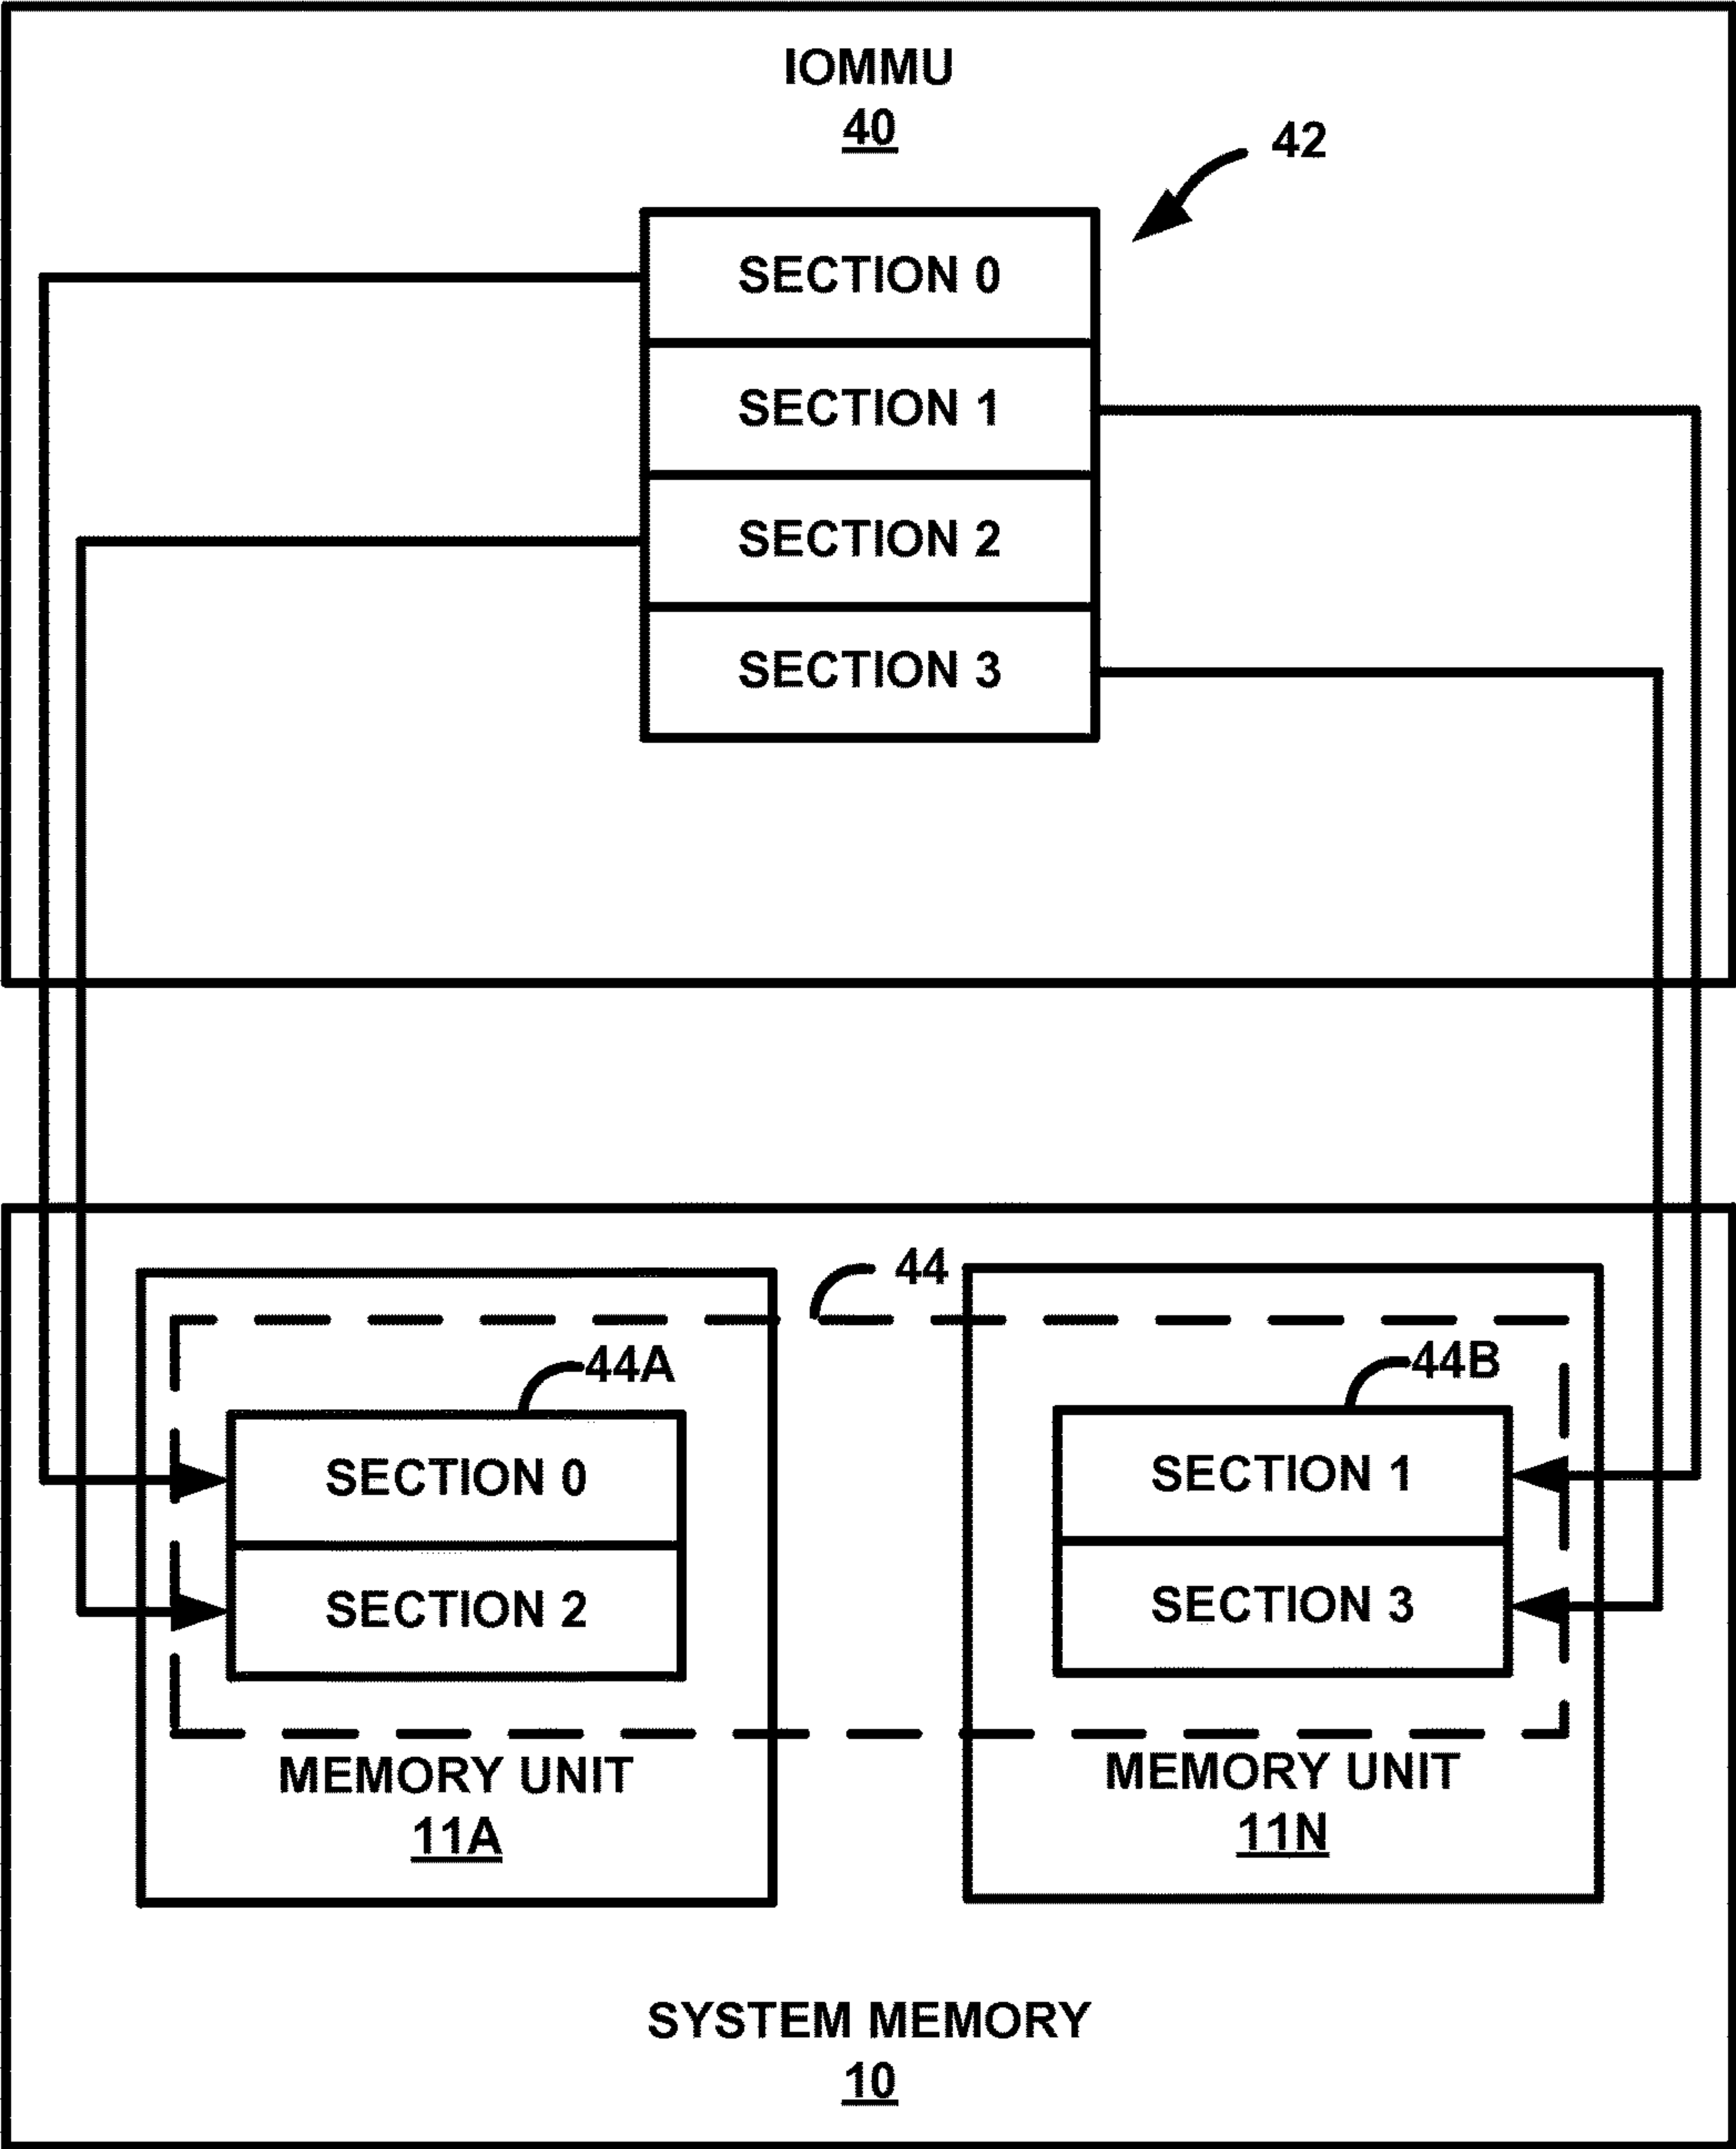 IOMMU
40
42
SECTION 0
SECTION 1
SECTION 2
SECTION 3
44
44A
44B
SECTION 0
SECTION 2
SECTION 1
SECTION 3
MEMORY UNIT
11A
MEMORY UNIT
11N
SYSTEM MEMORY
10